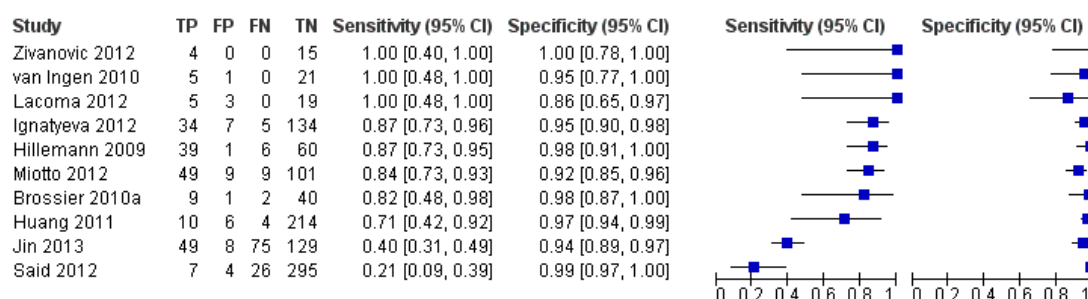 Study TP FP FN TN Sensitivity (95% CI) Specificity (95% CI) Sensitivity (95% CI) Specificity (95% CI)
Zivanovic 2012 4 0 0 15 1.00 [0.40, 1.00] 1.00 [0.78, 1.00]
van Ingen 2010 5 1 0 21 1.00 [0.48, 1.00] 0.95 [0.77, 1.00]
Lacoma 2012 5 3 0 19 1.00 [0.48, 1.00] 0.86 [0.65, 0.97]
Ignatyeva 2012 34 7 5 134 0.87 [0.73, 0.96] 0.95 [0.90, 0.98]
Hillemann 2009 39 1 6 60 0.87 [0.73, 0.95] 0.98 [0.91, 1.00]
Miotto 2012 49 9 9 101 0.84 [0.73, 0.93] 0.92 [0.85, 0.96]
Brossier 2010a 9 1 2 40 0.82 [0.48, 0.98] 0.98 [0.87, 1.00]
Huang 2011 10 6 4 214 0.71 [0.42, 0.92] 0.97 [0.94, 0.99]
Jin 2013 49 8 75 129 0.40 [0.31, 0.49] 0.94 [0.89, 0.97]
Said 2012 7 4 26 295 0.21 [0.09, 0.39] 0.99 [0.97, 1.00]
0 0.2 0.4 0.6 0.8 1 0 0.2 0.4 0.6 0.8 1